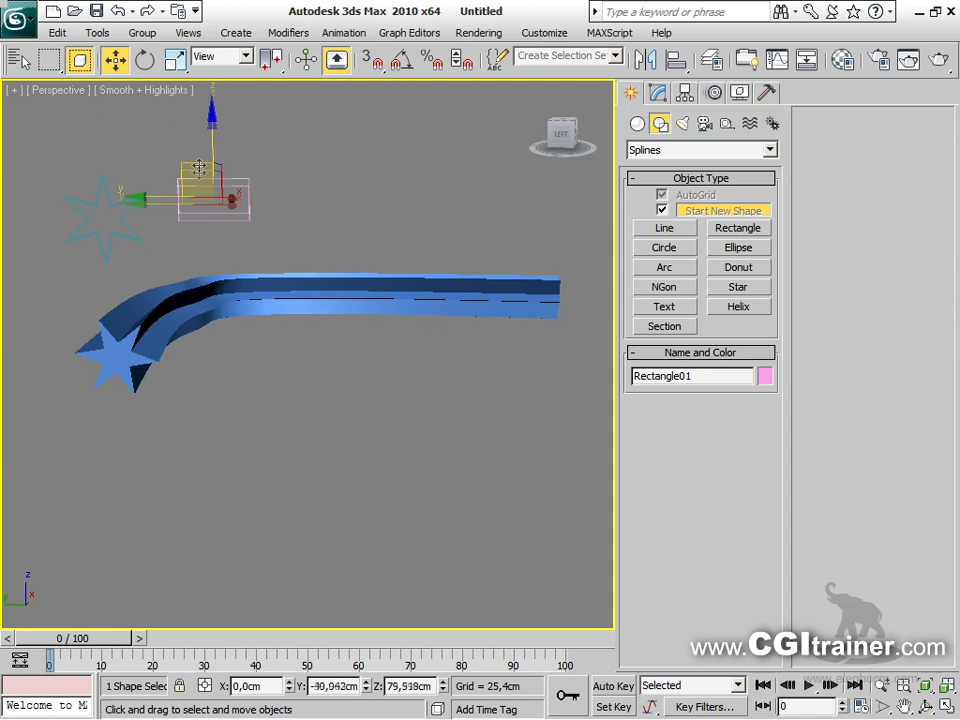 Autodesk 3ds Max 2010 x64 Untitled
Type a keyword or phrase
Edit Tools Group Views Create Modifiers Animation Graph Editors Rendering Customize MAXScript Help
View
3
Create Selection Se
[ + ] [ Perspective ] [ Smooth + Highlights ]
LEFT
z
y
x
z
x
Splines
- Object Type
AutoGrid
Start New Shape
Line Rectangle
Circle Ellipse
Arc Donut
NGon Star
Text Helix
Section
- Name and Color
Rectangle01
www.CGItrainer.com
< 0 / 100 >
0 10 20 30 40 50 60 70 80 90 100
1 Shape Selec X: 0,0cm Y: Z: Grid = 25,4cm Auto Key Selected
Welcome to M Click and drag to select and move objects Add Time Tag Set Key Key Filters... 0